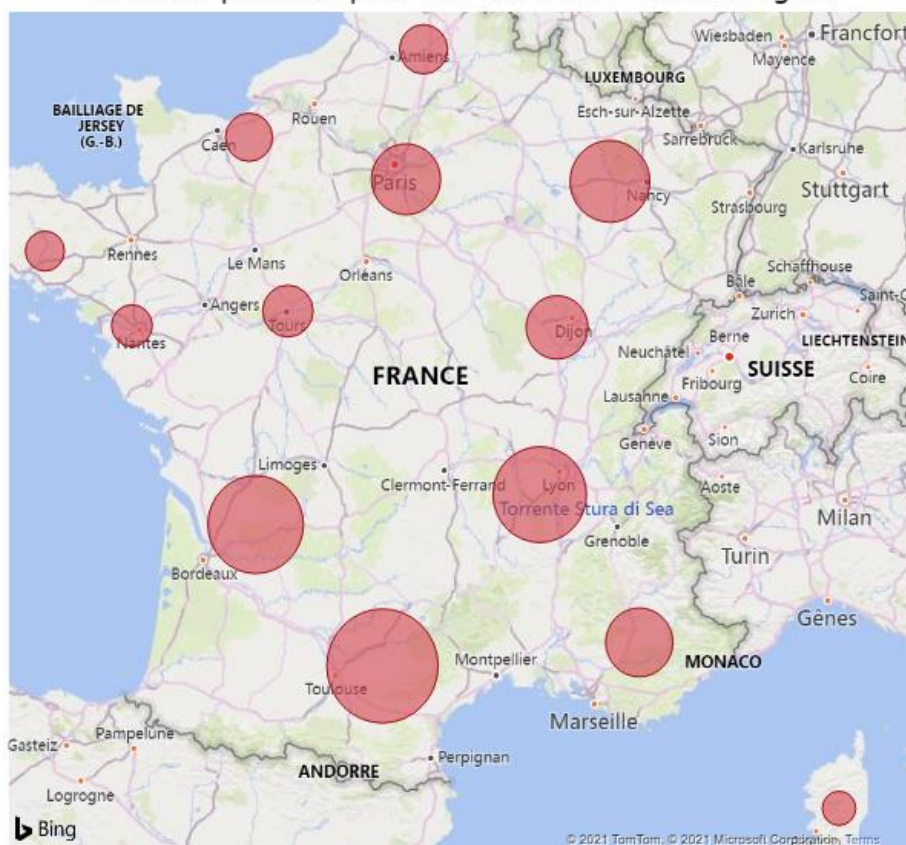 Wiesbaden
Francfort
Mayence
Amiens
LUXEMBOURG
Esch-sur-Alzette
BAILLIAGE DE
JERSEY
(G.-B.)
Rouen
Caen
Sarrebruck
Karlsruhe
Paris
Nancy
Stuttgart
Strasbourg
Rennes
Le Mans
Orléans
Schaffhouse
Bâle
Saint-
Angers
Tours
Nantes
Dijon
Zurich
Berne
Neuchâtel
LIECHTENSTEIN
FRANCE
SUISSE
Fribourg
Coire
Lausanne
Genève
Sion
Limoges
Clermont-Ferrand
Lyon
Aoste
Torrente Stura di Sea
Milan
Grenoble
Turin
Bordeaux
Gênes
Toulouse
Montpellier
MONACO
Marseille
Gasteiz
Pampelune
Perpignan
ANDORRE
Logrogne
Bing
© 2021 TomTom, © 2021 Microsoft Corporation, Terms